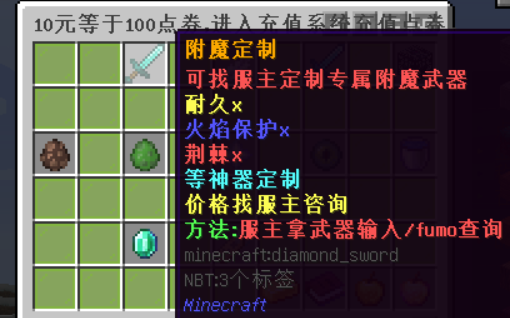 10元等于100点券,进入充值系统充值点券
附魔定制
可找服主定制专属附魔武器
耐久x
火焰保护x
荆棘x
等神器定制
价格找服主咨询
方法:服主拿武器输入/fumo查询
minecraft:diamond_sword
NBT:3个标签
Minecraft